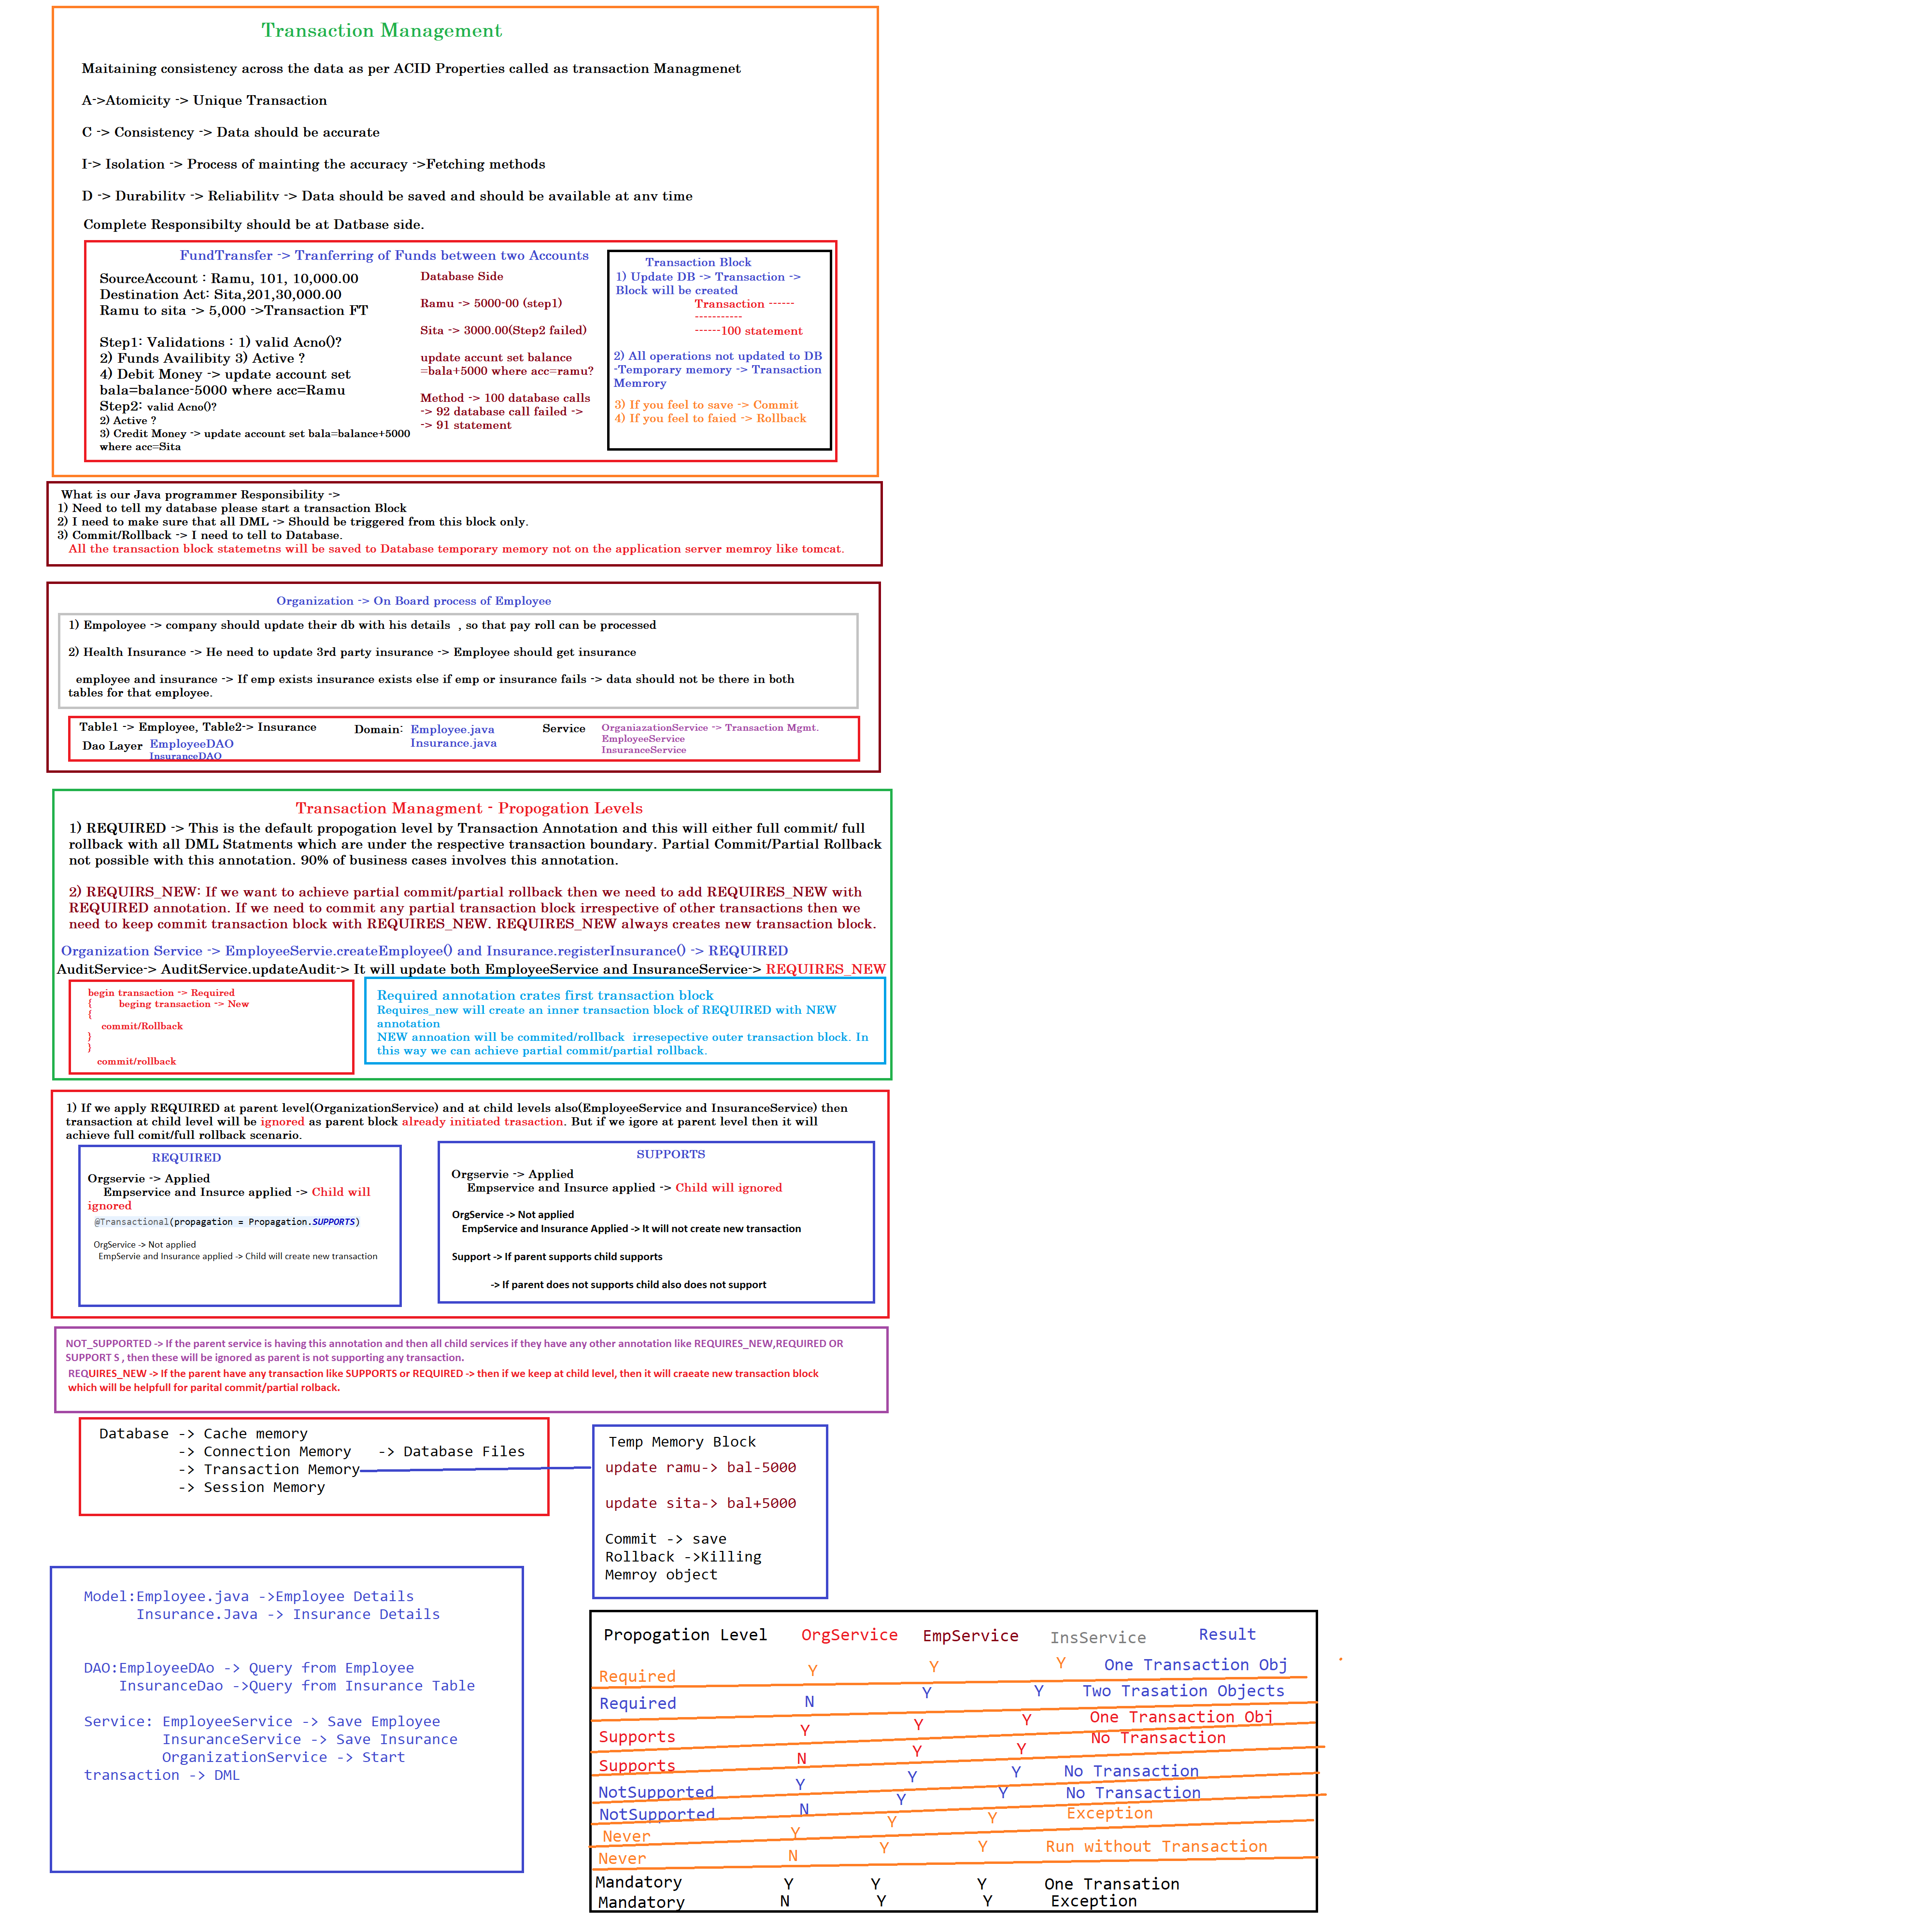 Transaction Management
Maitaining consistency across the data as per ACID Properties called as transaction Managmenet
A->Atomicity -> Unique Transaction
C -> Consistency -> Data should be accurate
I-> Isolation -> Process of mainting the accuracy ->Fetching methods
D -> Durability -> Reliability -> Data should be saved and should be available at any time
Complete Responsibilty should be at Datbase side.
FundTransfer -> Tranferring of Funds between two Accounts
SourceAccount : Ramu, 101, 10,000.00
Destination Act: Sita,201,30,000.00
Ramu to sita -> 5,000 ->Transaction FT
Step1: Validations : 1) valid Acno()?
2) Funds Availibity 3) Active ?
4) Debit Money -> update account set
bala=balance-5000 where acc=Ramu
Step2: valid Acno()?
2) Active ?
3) Credit Money -> update account set bala=balance+5000
where acc=Sita
Database Side
Ramu -> 5000-00 (step1)
Sita -> 3000.00(Step2 failed)
update accunt set balance
=bala+5000 where acc=ramu?
Method -> 100 database calls
-> 92 database call failed ->
-> 91 statement
Transaction Block
1) Update DB -> Transaction ->
Block will be created
Transaction ------
-----------
------100 statement
2) All operations not updated to DB
-Temporary memory -> Transaction
Memrory
3) If you feel to save -> Commit
4) If you feel to faied -> Rollback
What is our Java programmer Responsibility ->
1) Need to tell my database please start a transaction Block
2) I need to make sure that all DML -> Should be triggered from this block only.
3) Commit/Rollback -> I need to tell to Database.
All the transaction block statemetns will be saved to Database temporary memory not on the application server memroy like tomcat.
Organization -> On Board process of Employee
1) Empoloyee -> company should update their db with his details , so that pay roll can be processed
2) Health Insurance -> He need to update 3rd party insurance -> Employee should get insurance
employee and insurance -> If emp exists insurance exists else if emp or insurance fails -> data should not be there in both
tables for that employee.
Table1 -> Employee, Table2-> Insurance
Dao Layer EmployeeDAO
InsuranceDAO
Domain: Employee.java
Insurance.java
Service OrganiazationService -> Transaction Mgmt.
EmployeeService
InsuranceService
Transaction Managment - Propogation Levels
1) REQUIRED -> This is the default propogation level by Transaction Annotation and this will either full commit/ full
rollback with all DML Statments which are under the respective transaction boundary. Partial Commit/Partial Rollback
not possible with this annotation. 90% of business cases involves this annotation.
2) REQUIRS_NEW: If we want to achieve partial commit/partial rollback then we need to add REQUIRES_NEW with
REQUIRED annotation. If we need to commit any partial transaction block irrespective of other transactions then we
need to keep commit transaction block with REQUIRES_NEW. REQUIRES_NEW always creates new transaction block.
Organization Service -> EmployeeServie.createEmployee() and Insurance.registerInsurance() -> REQUIRED
AuditService-> AuditService.updateAudit-> It will update both EmployeeService and InsuranceService-> REQUIRES_NEW
begin transaction -> Required
{ beging transaction -> New
{
commit/Rollback
}
}
commit/rollback
Required annotation crates first transaction block
Requires_new will create an inner transaction block of REQUIRED with NEW
annotation
NEW annoation will be commited/rollback irresepective outer transaction block. In
this way we can achieve partial commit/partial rollback.
1) If we apply REQUIRED at parent level(OrganizationService) and at child levels also(EmployeeService and InsuranceService) then
transaction at child level will be ignored as parent block already initiated trasaction. But if we igore at parent level then it will
achieve full comit/full rollback scenario.
REQUIRED
Orgservie -> Applied
Empservice and Insurce applied -> Child will
ignored
@Transactional(propagation = Propagation.SUPPORTS)
OrgService -> Not applied
EmpServie and Insurance applied -> Child will create new transaction
SUPPORTS
Orgservie -> Applied
Empservice and Insurce applied -> Child will ignored
OrgService -> Not applied
EmpService and Insurance Applied -> It will not create new transaction
Support -> If parent supports child supports
-> If parent does not supports child also does not support
NOT_SUPPORTED -> If the parent service is having this annotation and then all child services if they have any other annotation like REQUIRES_NEW,REQUIRED OR
SUPPORT S , then these will be ignored as parent is not supporting any transaction.
REQUIRES_NEW -> If the parent have any transaction like SUPPORTS or REQUIRED -> then if we keep at child level, then it will craeate new transaction block
which will be helpfull for parital commit/partial rolback.
Database -> Cache memory
-> Connection Memory -> Database Files
-> Transaction Memory
-> Session Memory
Temp Memory Block
update ramu-> bal-5000
update sita-> bal+5000
Commit -> save
Rollback ->Killing
Memroy object
Model:Employee.java ->Employee Details
Insurance.Java -> Insurance Details
DAO:EmployeeDAo -> Query from Employee
InsuranceDao ->Query from Insurance Table
Service: EmployeeService -> Save Employee
InsuranceService -> Save Insurance
OrganizationService -> Start
transaction -> DML
Propogation Level OrgService EmpService InsService Result
Required Y Y Y One Transaction Obj
Required N Y Y Two Trasation Objects
Supports Y Y Y One Transaction Obj
Supports N Y Y No Transaction
NotSupported Y Y Y No Transaction
NotSupported N Y Y No Transaction
Never Y Y Y Exception
Never N Y Y Run without Transaction
Mandatory Y Y Y One Transation
Mandatory N Y Y Exception